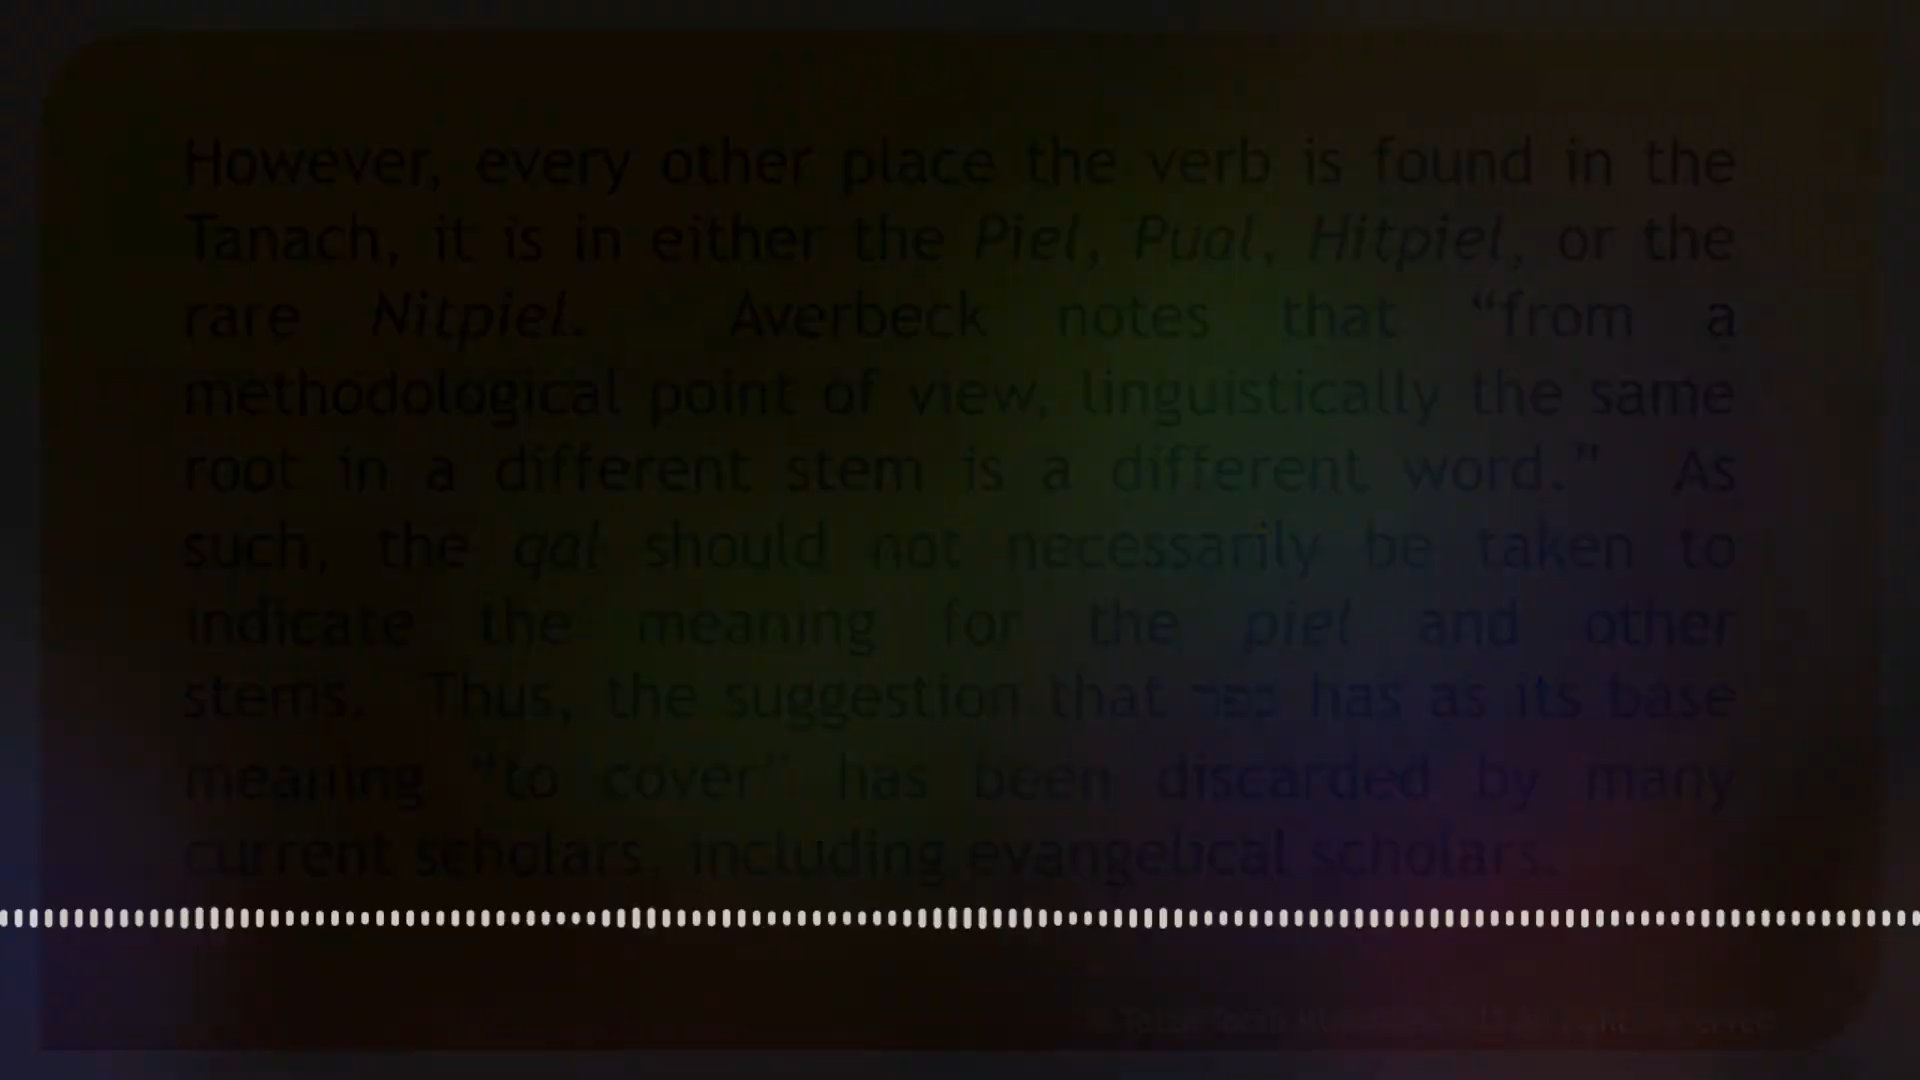 However, every other place the verb is found in the
Tanach, it is in either the Piel, Pual, Hitpiel, or the
rare Nitpiel. Averbeck notes that “from a
methodological point of view, linguistically the same
root in a different stem is a different word.” As
such, the qal should not necessarily be taken to
indicate the meaning for the piel and other
stems. Thus, the suggestion that כפר has as its base
meaning “to cover” has been discarded by many
current scholars, including evangelical scholars.